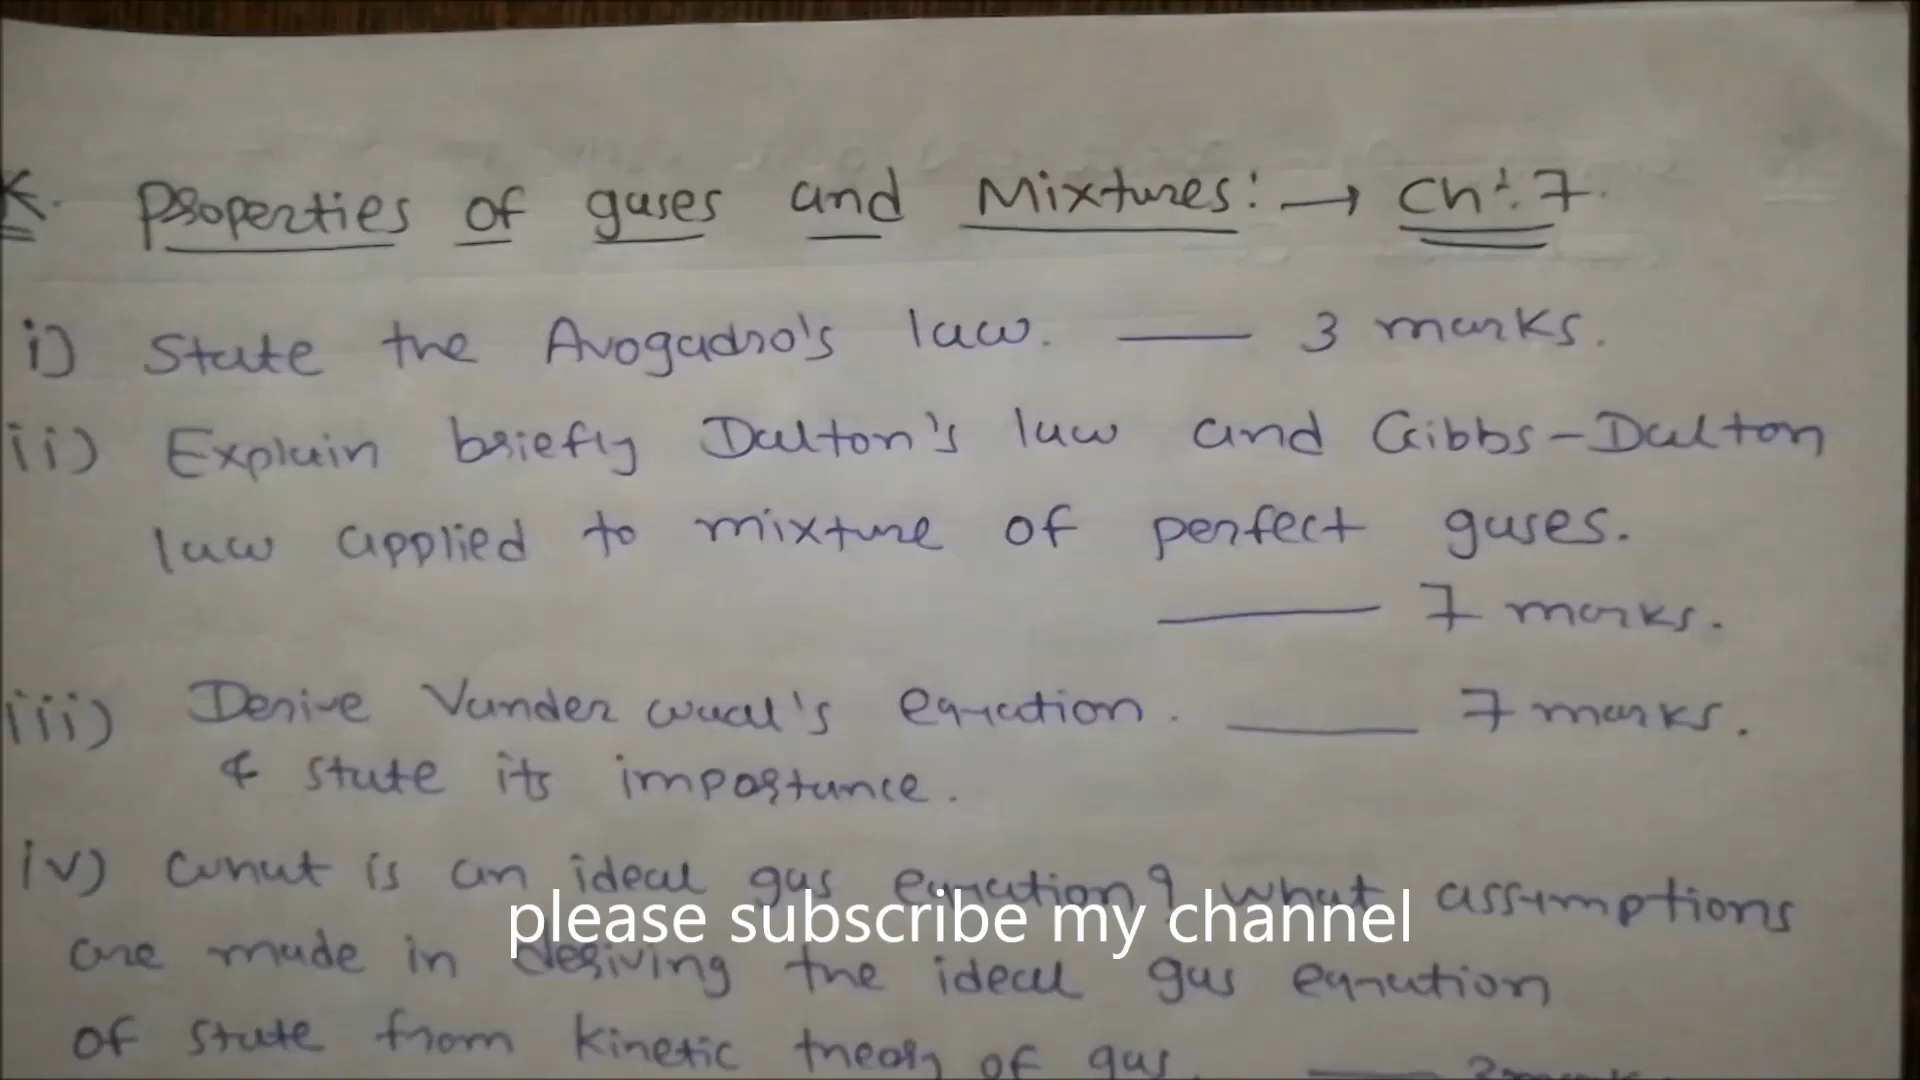 K. Properties of gases and Mixtures: → Ch:7.
i) State the Avogadro's law. — 3 marks.
ii) Explain briefly Dalton's law and Gibbs-Dalton
law applied to mixture of perfect gases.
— 7 marks.
iii) Derive Vander waal's equation. — 7 marks.
& state its importance.
iv) What is an ideal gas equation? what assumptions
please subscribe my channel
are made in deriving the ideal gas equation
of state from kinetic theory of gas. —